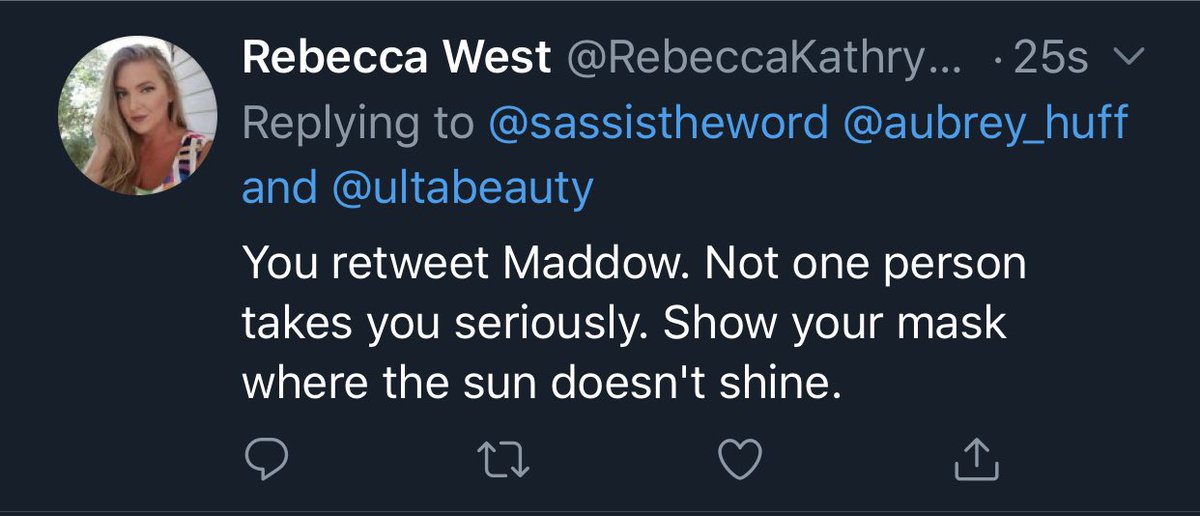 Rebecca West @RebeccaKathry... · 25s
Replying to @sassistheword @aubrey_huff
and @ultabeauty
You retweet Maddow. Not one person
takes you seriously. Show your mask
where the sun doesn't shine.